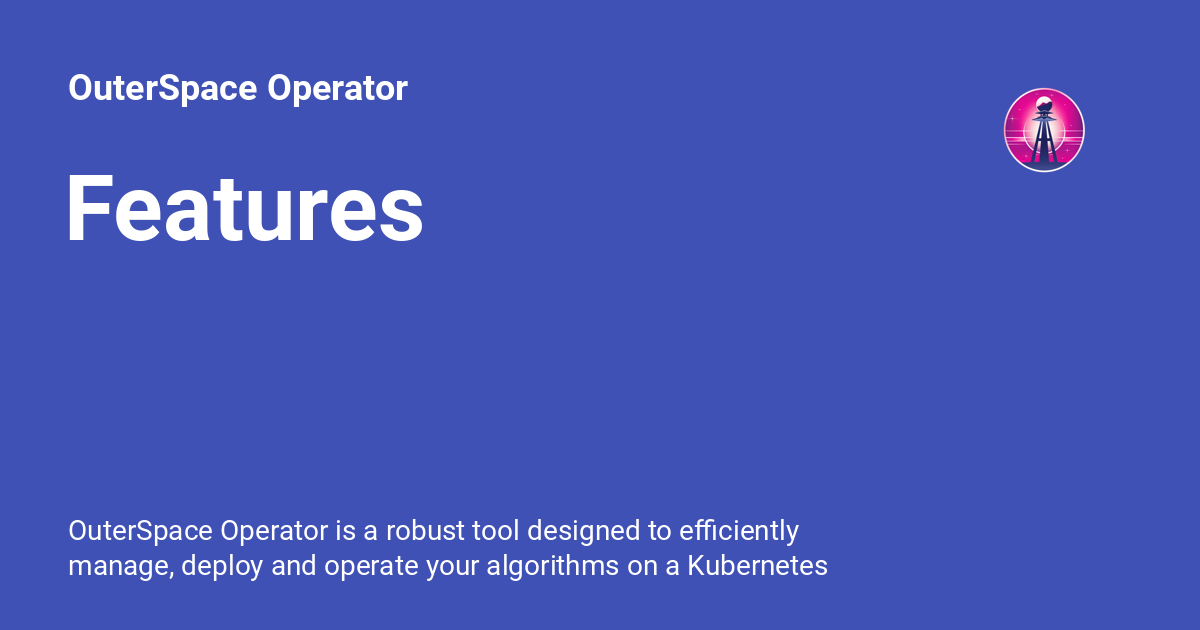 OuterSpace Operator
Features
OuterSpace Operator is a robust tool designed to efficiently
manage, deploy and operate your algorithms on a Kubernetes